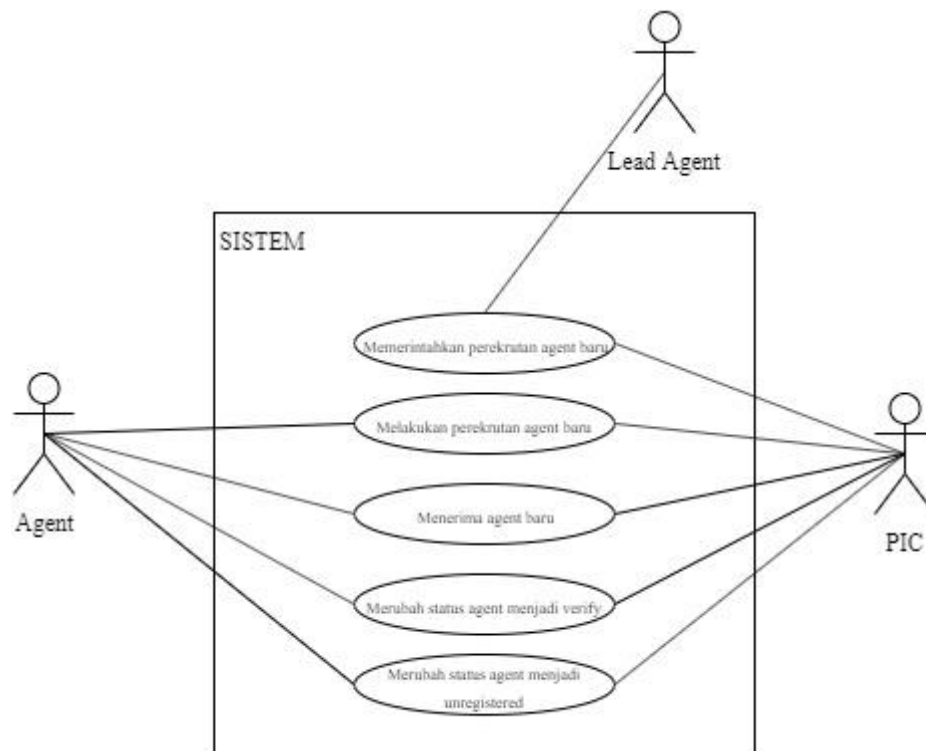 Lead Agent
SISTEM
Memerintahkan perekrutan agent baru
Melakukan perekrutan agent baru
Agent
Menerima agent baru
PIC
Merubah status agent menjadi verify
Merubah status agent menjadi
unregistered